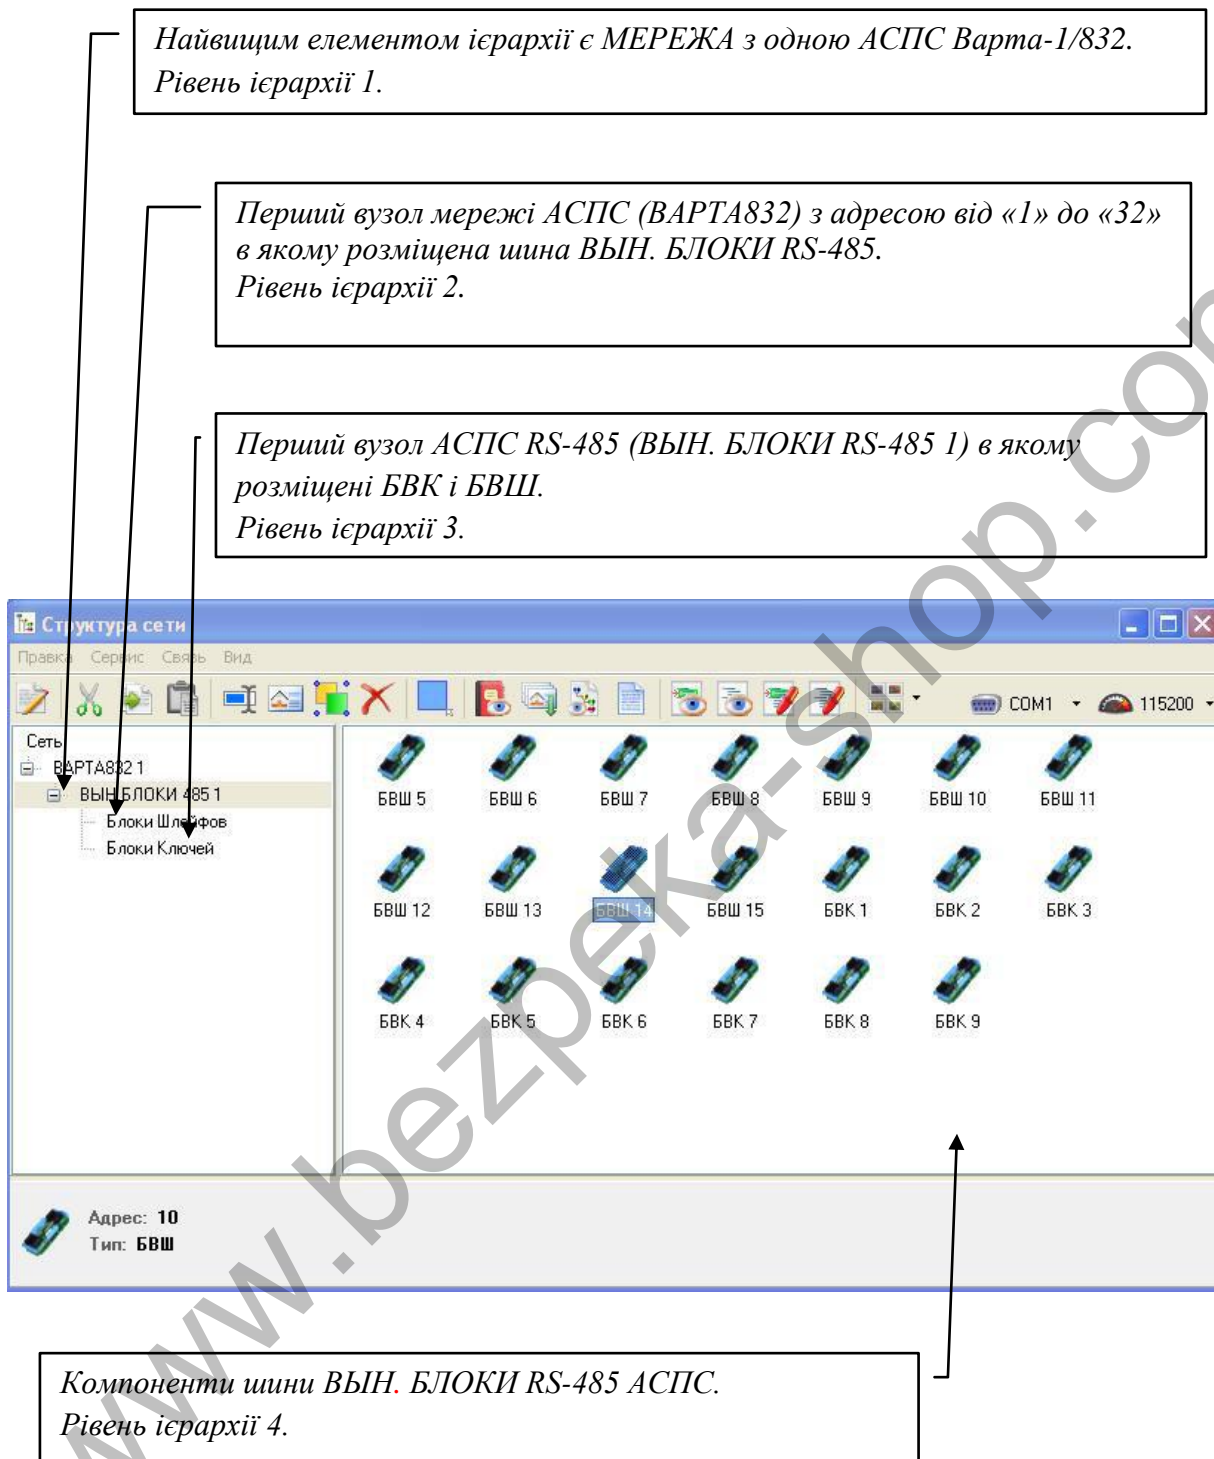 Найвищим елементом ієрархії є МЕРЕЖА з одною АСПС Варта-1/832.
Рівень ієрархії 1.
Перший вузол мережі АСПС (ВАРТА832) з адресою від «1» до «32»
в якому розміщена шина ВЫН. БЛОКИ RS-485.
Рівень ієрархії 2.
Перший вузол АСПС RS-485 (ВЫН. БЛОКИ RS-485 1) в якому
розміщені БВК і БВШ.
Рівень ієрархії 3.
Структура сети
Правка Сервис Связь Вид
COM1 115200
Сеть
ВАРТА832 1
ВЫН БЛОКИ 485 1
Блоки Шлейфов
Блоки Ключей
БВШ 5 БВШ 6 БВШ 7 БВШ 8 БВШ 9 БВШ 10 БВШ 11
БВШ 12 БВШ 13 БВШ 14 БВШ 15 БВК 1 БВК 2 БВК 3
БВК 4 БВК 5 БВК 6 БВК 7 БВК 8 БВК 9
Адрес: 10
Тип: БВШ
Компоненти шини ВЫН. БЛОКИ RS-485 АСПС.
Рівень ієрархії 4.
www.bezpeka-shop.com